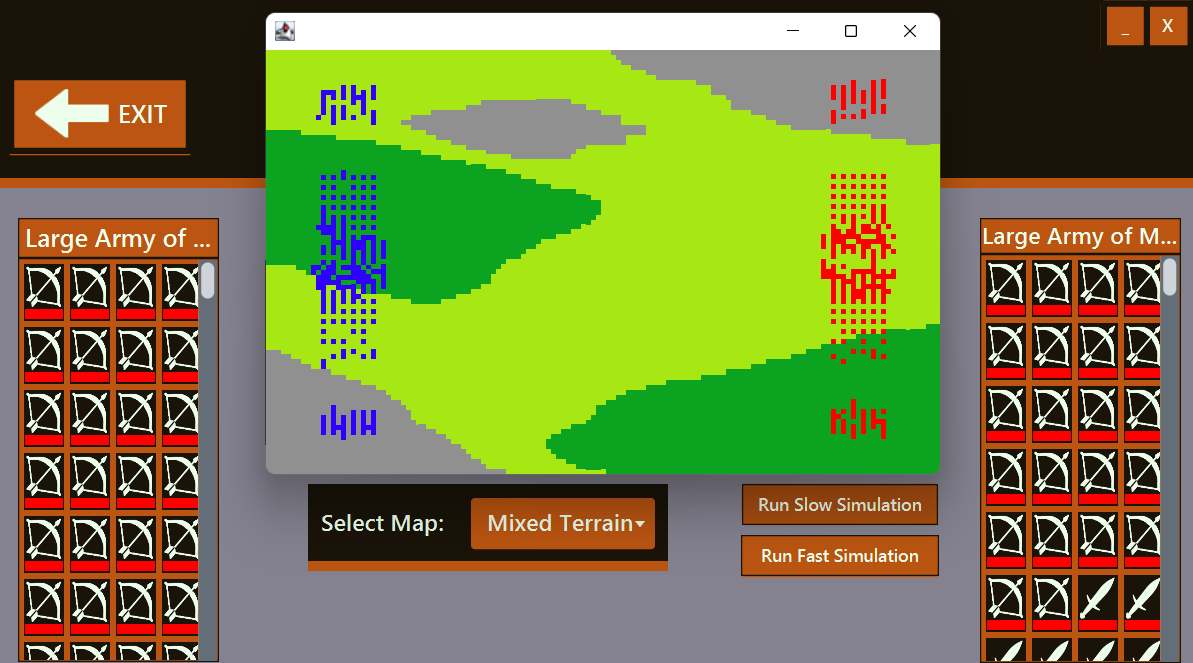 _ X
EXIT
Large Army of ...
Large Army of M...
Select Map:
Mixed Terrain
Run Slow Simulation
Run Fast Simulation